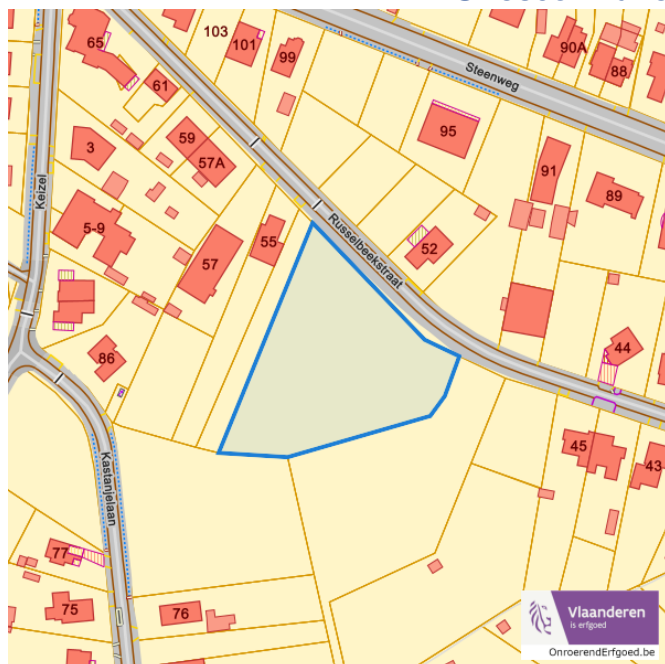 65
103
101
99
90A
88
Steenweg
61
59
57A
95
3
91
89
Keizel
5-9
Russelbeekstraat
55
52
57
44
86
45
43
Kastanjelaan
77
75
76
Vlaanderen
is erfgoed
OnroerendErfgoed.be